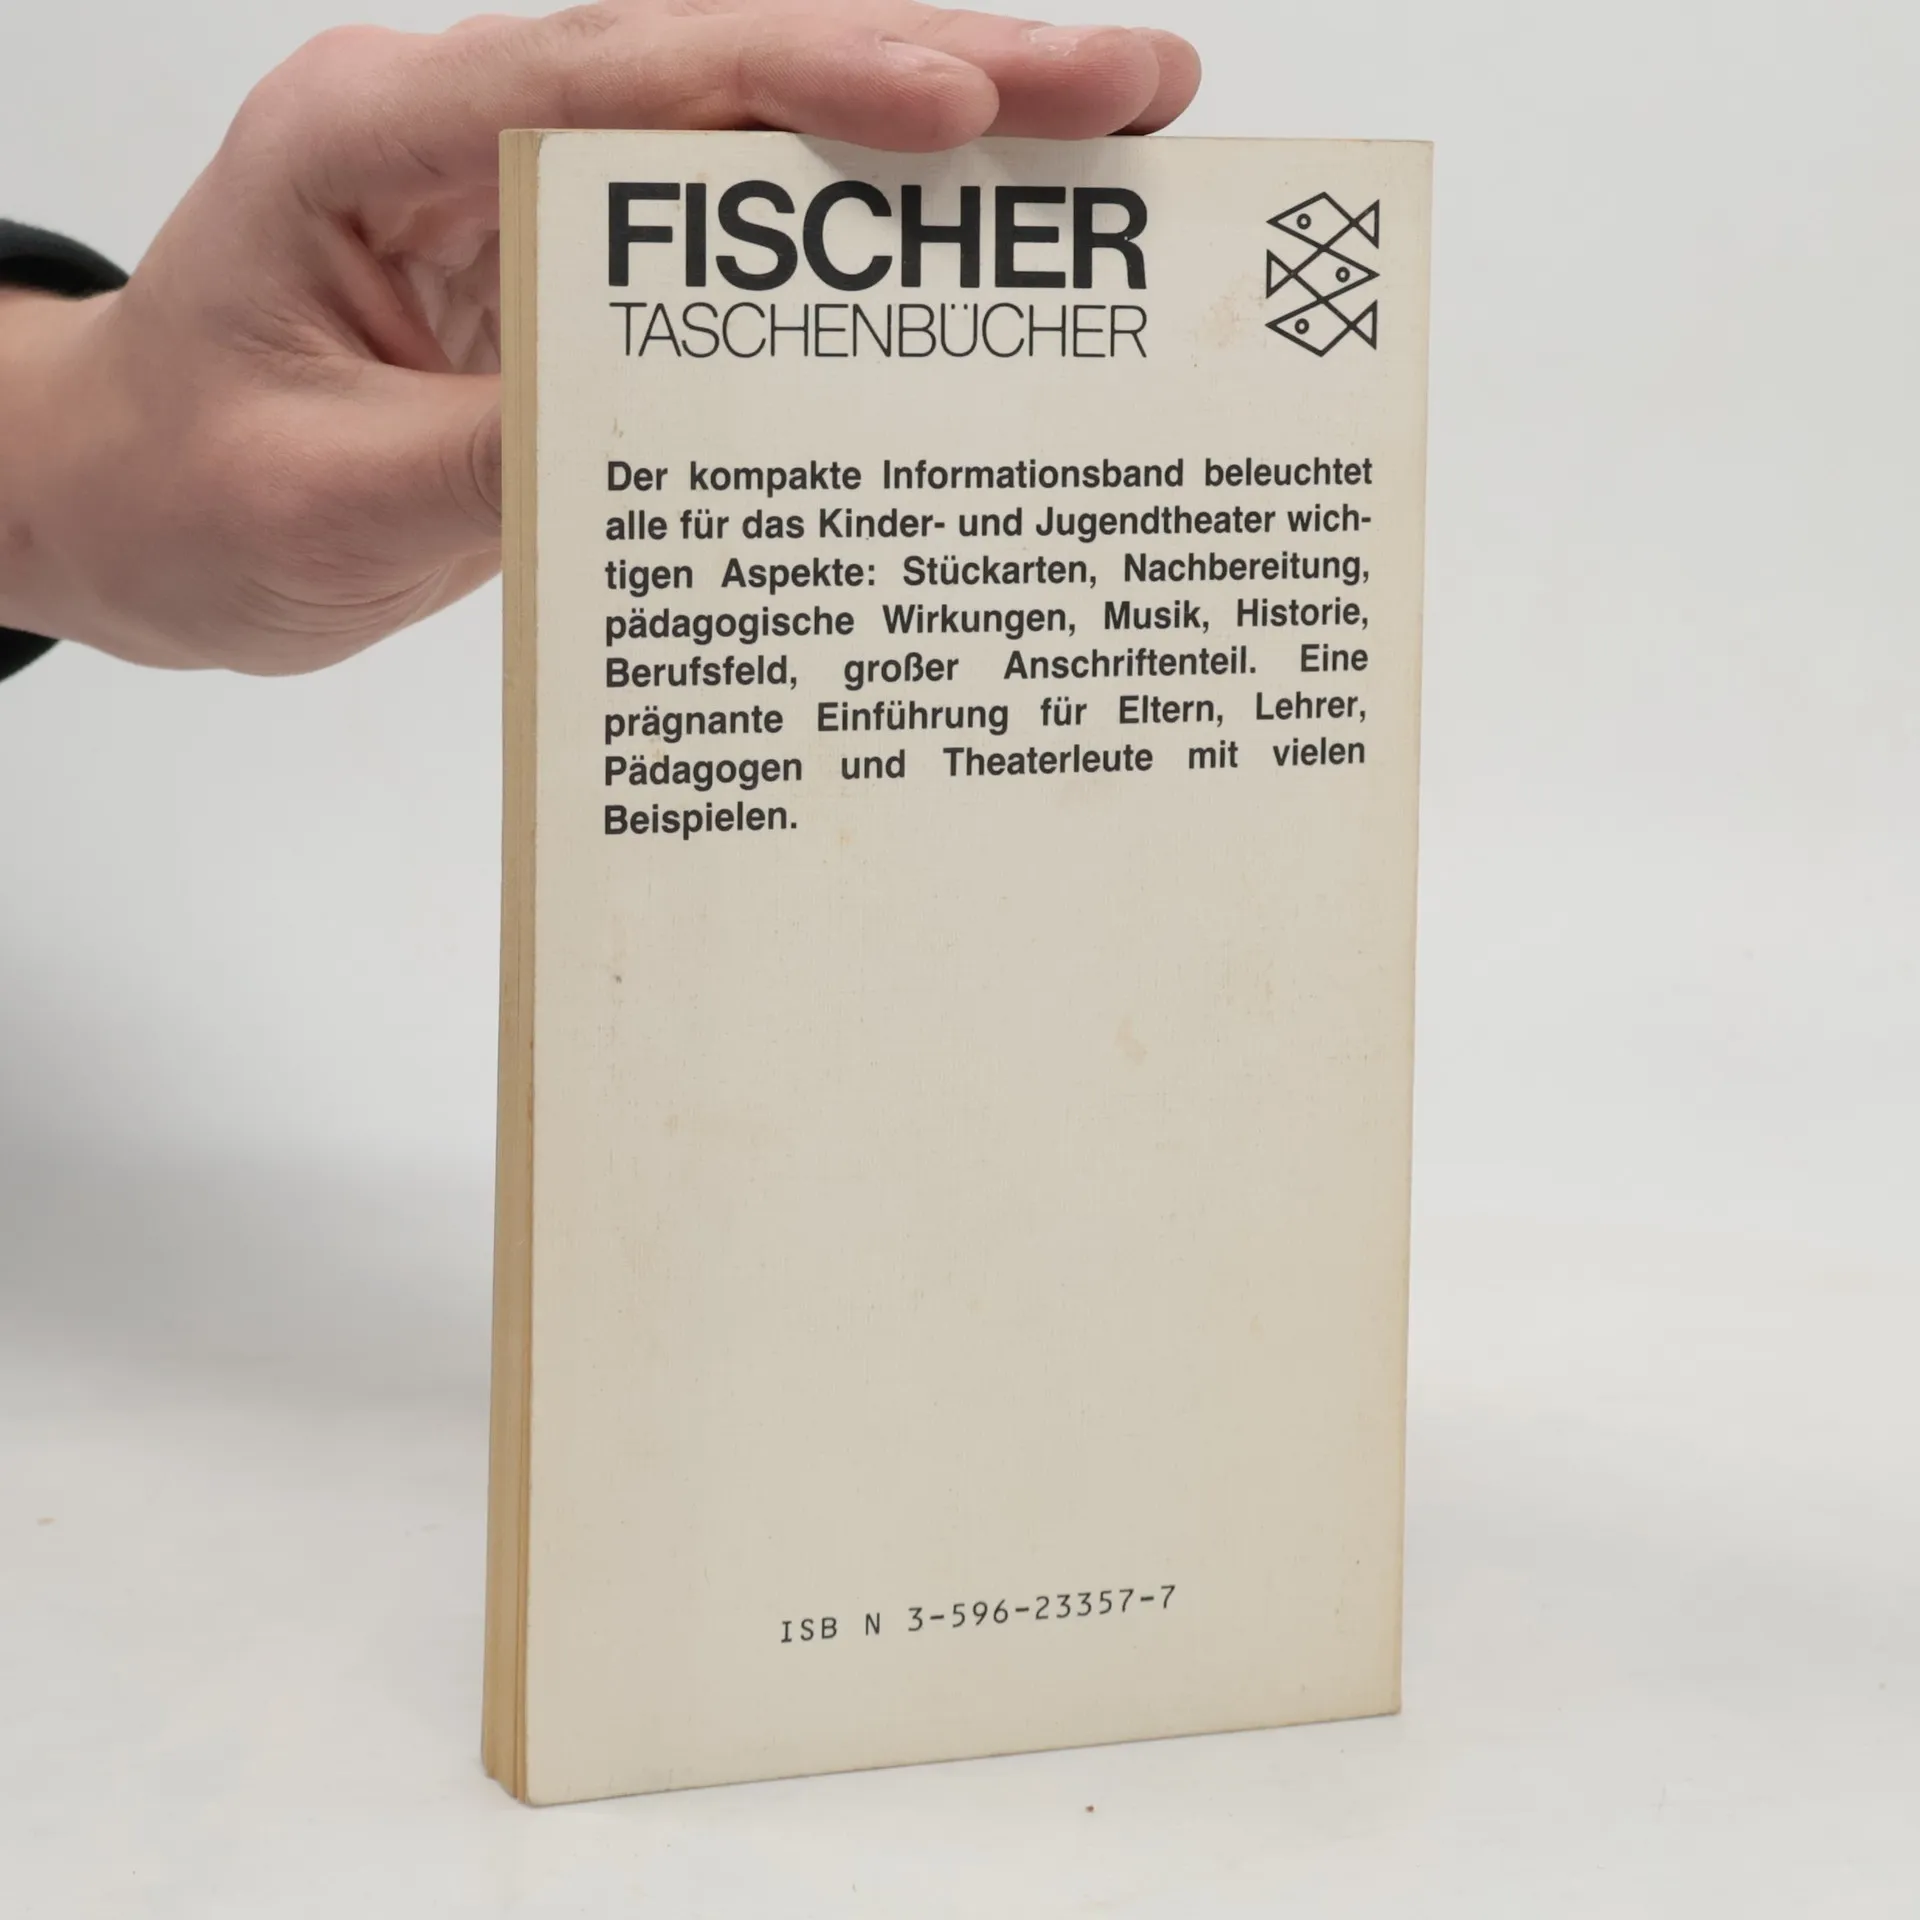 FISCHER
TASCHENBÜCHER
Der kompakte Informationsband beleuchtet
alle für das Kinder- und Jugendtheater wich-
tigen Aspekte: Stückarten, Nachbereitung,
pädagogische Wirkungen, Musik, Historie,
Berufsfeld, großer Anschriftenteil. Eine
prägnante Einführung für Eltern, Lehrer,
Pädagogen und Theaterleute mit vielen
Beispielen.
ISB N 3-596-23357-7